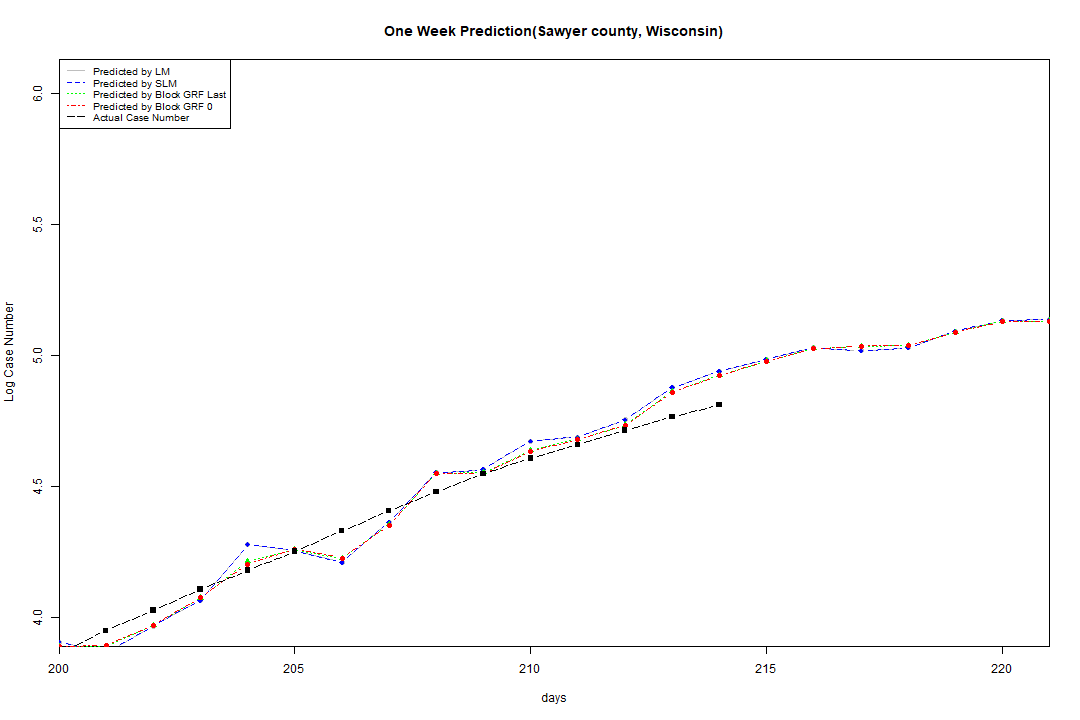 One Week Prediction(Sawyer county, Wisconsin)
Predicted by LM
Predicted by SLM
Predicted by Block GRF Last
Predicted by Block GRF 0
Actual Case Number
6.0
5.5
5.0
4.5
4.0
Log Case Number
200 205 210 215 220
days